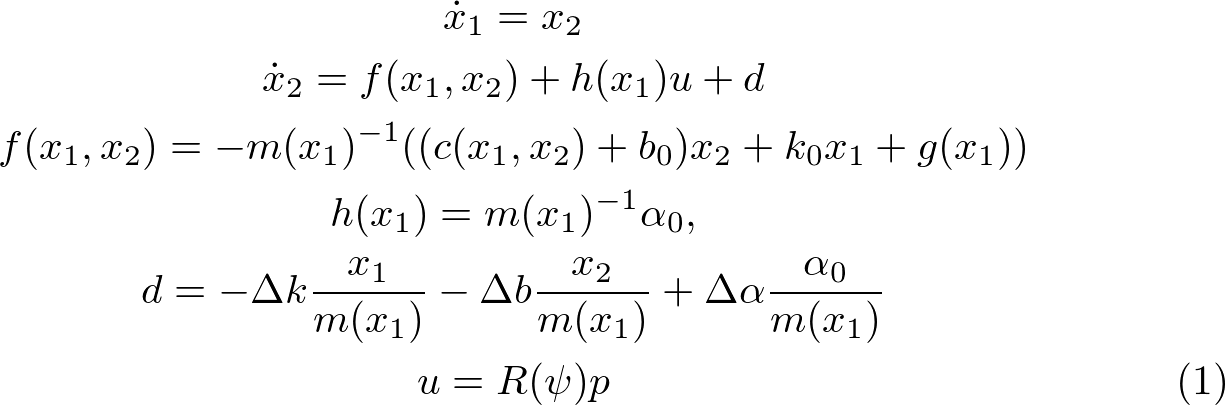 ẋ₁ = x₂
ẋ₂ = f(x₁, x₂) + h(x₁)u + d
f(x₁, x₂) = −m(x₁)⁻¹((c(x₁, x₂) + b₀)x₂ + k₀x₁ + g(x₁))
h(x₁) = m(x₁)⁻¹α₀,
d = −Δk x₁/m(x₁) − Δb x₂/m(x₁) + Δα α₀/m(x₁)
u = R(ψ)p (1)